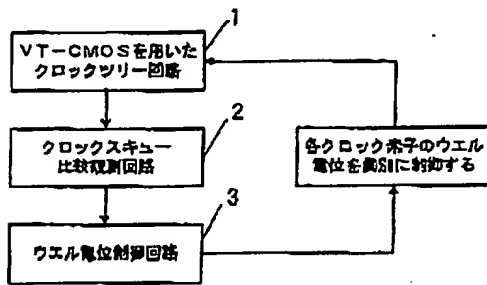 1
VT-CMOSを用いた
クロックツリー回路
2
クロックスキュー
比較観測回路
各クロック素子のウエル
電位を個別に制御する
3
ウエル電位制御回路